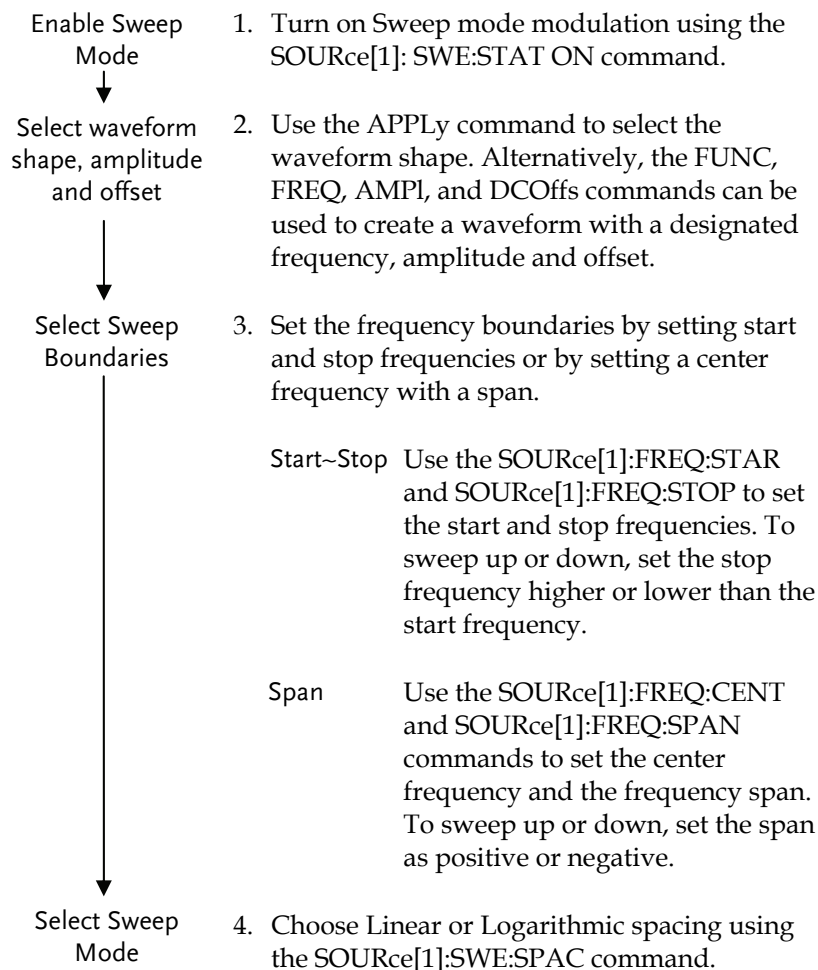 Enable Sweep
Mode
1. Turn on Sweep mode modulation using the
SOURce[1]: SWE:STAT ON command.
Select waveform
shape, amplitude
and offset
2. Use the APPLy command to select the
waveform shape. Alternatively, the FUNC,
FREQ, AMPl, and DCOffs commands can be
used to create a waveform with a designated
frequency, amplitude and offset.
Select Sweep
Boundaries
3. Set the frequency boundaries by setting start
and stop frequencies or by setting a center
frequency with a span.
Start~Stop Use the SOURce[1]:FREQ:STAR
and SOURce[1]:FREQ:STOP to set
the start and stop frequencies. To
sweep up or down, set the stop
frequency higher or lower than the
start frequency.
Span Use the SOURce[1]:FREQ:CENT
and SOURce[1]:FREQ:SPAN
commands to set the center
frequency and the frequency span.
To sweep up or down, set the span
as positive or negative.
Select Sweep
Mode
4. Choose Linear or Logarithmic spacing using
the SOURce[1]:SWE:SPAC command.